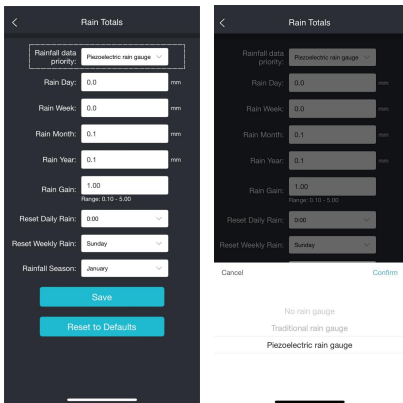 Rain Totals
Rainfall data
priority:
Piezoelectric rain gauge
Rain Day:
0.0
mm
Rain Week:
0.0
Rain Month:
0.1
mm
Rain Year:
0.1
mm
Rain Gain:
1.00
Range: 0.10 - 5.00
Reset Daily Rain:
0:00
Reset Weekly Rain:
Sunday
Rainfall Season:
January
Save
Reset to Defaults
Rain Totals
Rainfall data
priority:
Piezoelectric rain gauge
Rain Day:
0.0
mm
Rain Week:
0.0
Rain Month:
0.1
mm
Rain Year:
0.1
mm
Rain Gain:
1.00
Range: 0.10 - 5.00
Reset Daily Rain:
0:00
Reset Weekly Rain:
Sunday
Cancel
Confirm
No rain gauge
Traditional rain gauge
Piezoelectric rain gauge